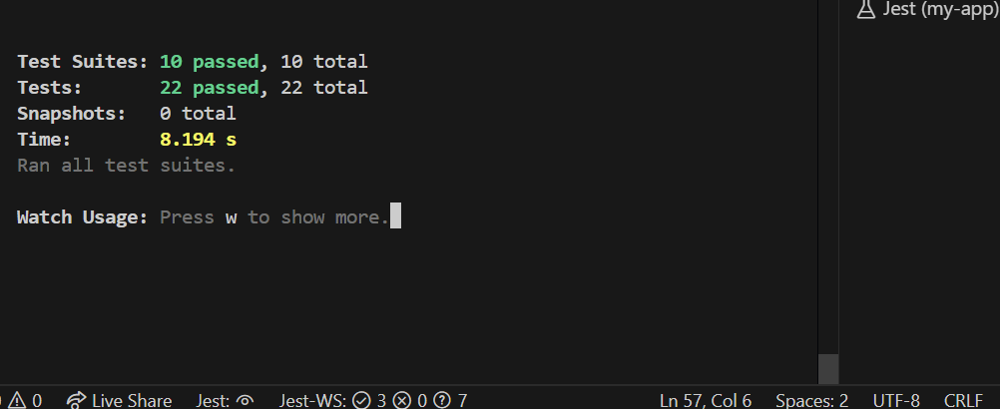 Jest (my-app)
Test Suites: 10 passed, 10 total
Tests: 22 passed, 22 total
Snapshots: 0 total
Time: 8.194 s
Ran all test suites.
Watch Usage: Press w to show more.
0 Live Share Jest: Jest-WS: 3 0 7 Ln 57, Col 6 Spaces: 2 UTF-8 CRLF